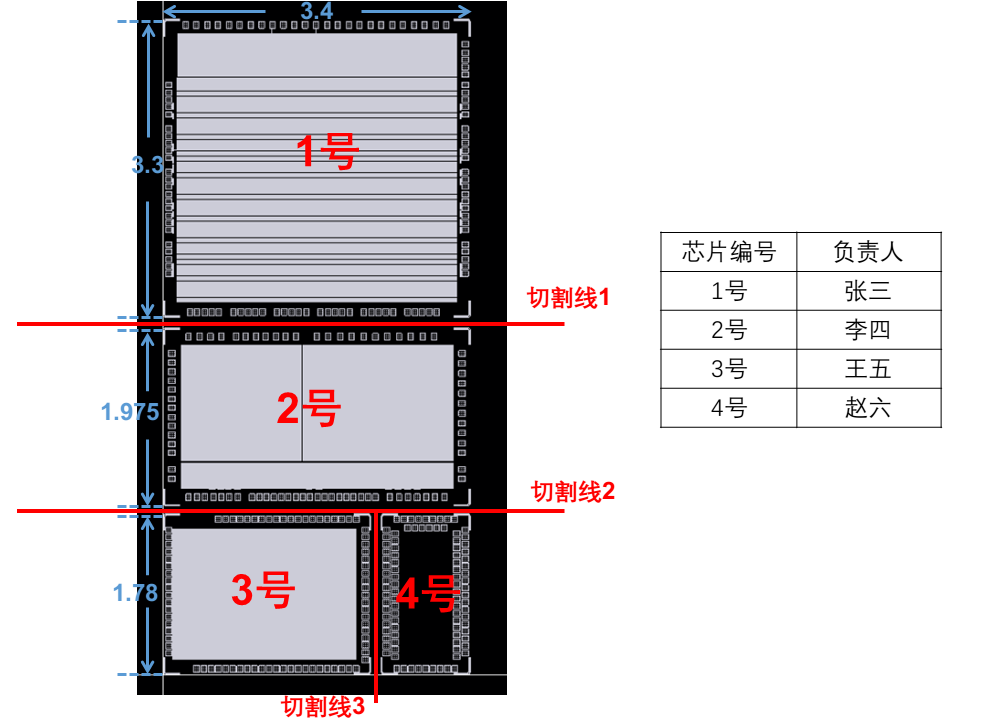 3.4
3.3
1号
切割线1
1.975
2号
切割线2
1.78
3号
4号
切割线3
芯片编号 负责人
1号 张三
2号 李四
3号 王五
4号 赵六